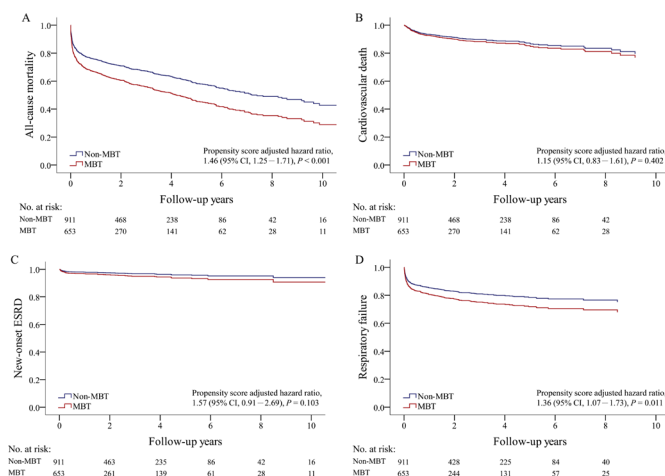 A
All-cause mortality
1.0
0.8
0.6
0.4
0.2
0.0
Non-MBT
MBT
Propensity score adjusted hazard ratio,
1.46 (95% CI, 1.25−1.71), P < 0.001
0 2 4 6 8 10
Follow-up years
No. at risk:
Non-MBT 911 468 238 86 42 16
MBT 653 270 141 62 28 11
B
Cardiovascular death
1.0
0.8
0.6
0.4
0.2
0.0
Non-MBT
MBT
Propensity score adjusted hazard ratio,
1.15 (95% CI, 0.83−1.61), P = 0.402
0 2 4 6 8 10
Follow-up years
No. at risk:
Non-MBT 911 468 238 86 42
MBT 653 270 141 62 28
C
New-onset ESRD
1.0
0.8
0.6
0.4
0.2
0.0
Non-MBT
MBT
Propensity score adjusted hazard ratio,
1.57 (95% CI, 0.91−2.69), P = 0.103
0 2 4 6 8 10
Follow-up years
No. at risk:
Non-MBT 911 463 235 86 42 16
MBT 653 261 139 61 28 11
D
Respiratory failure
1.0
0.8
0.6
0.4
0.2
0.0
Non-MBT
MBT
Propensity score adjusted hazard ratio,
1.36 (95% CI, 1.07−1.73), P = 0.011
0 2 4 6 8 10
Follow-up years
No. at risk:
Non-MBT 911 428 225 84 40
MBT 653 244 131 57 25